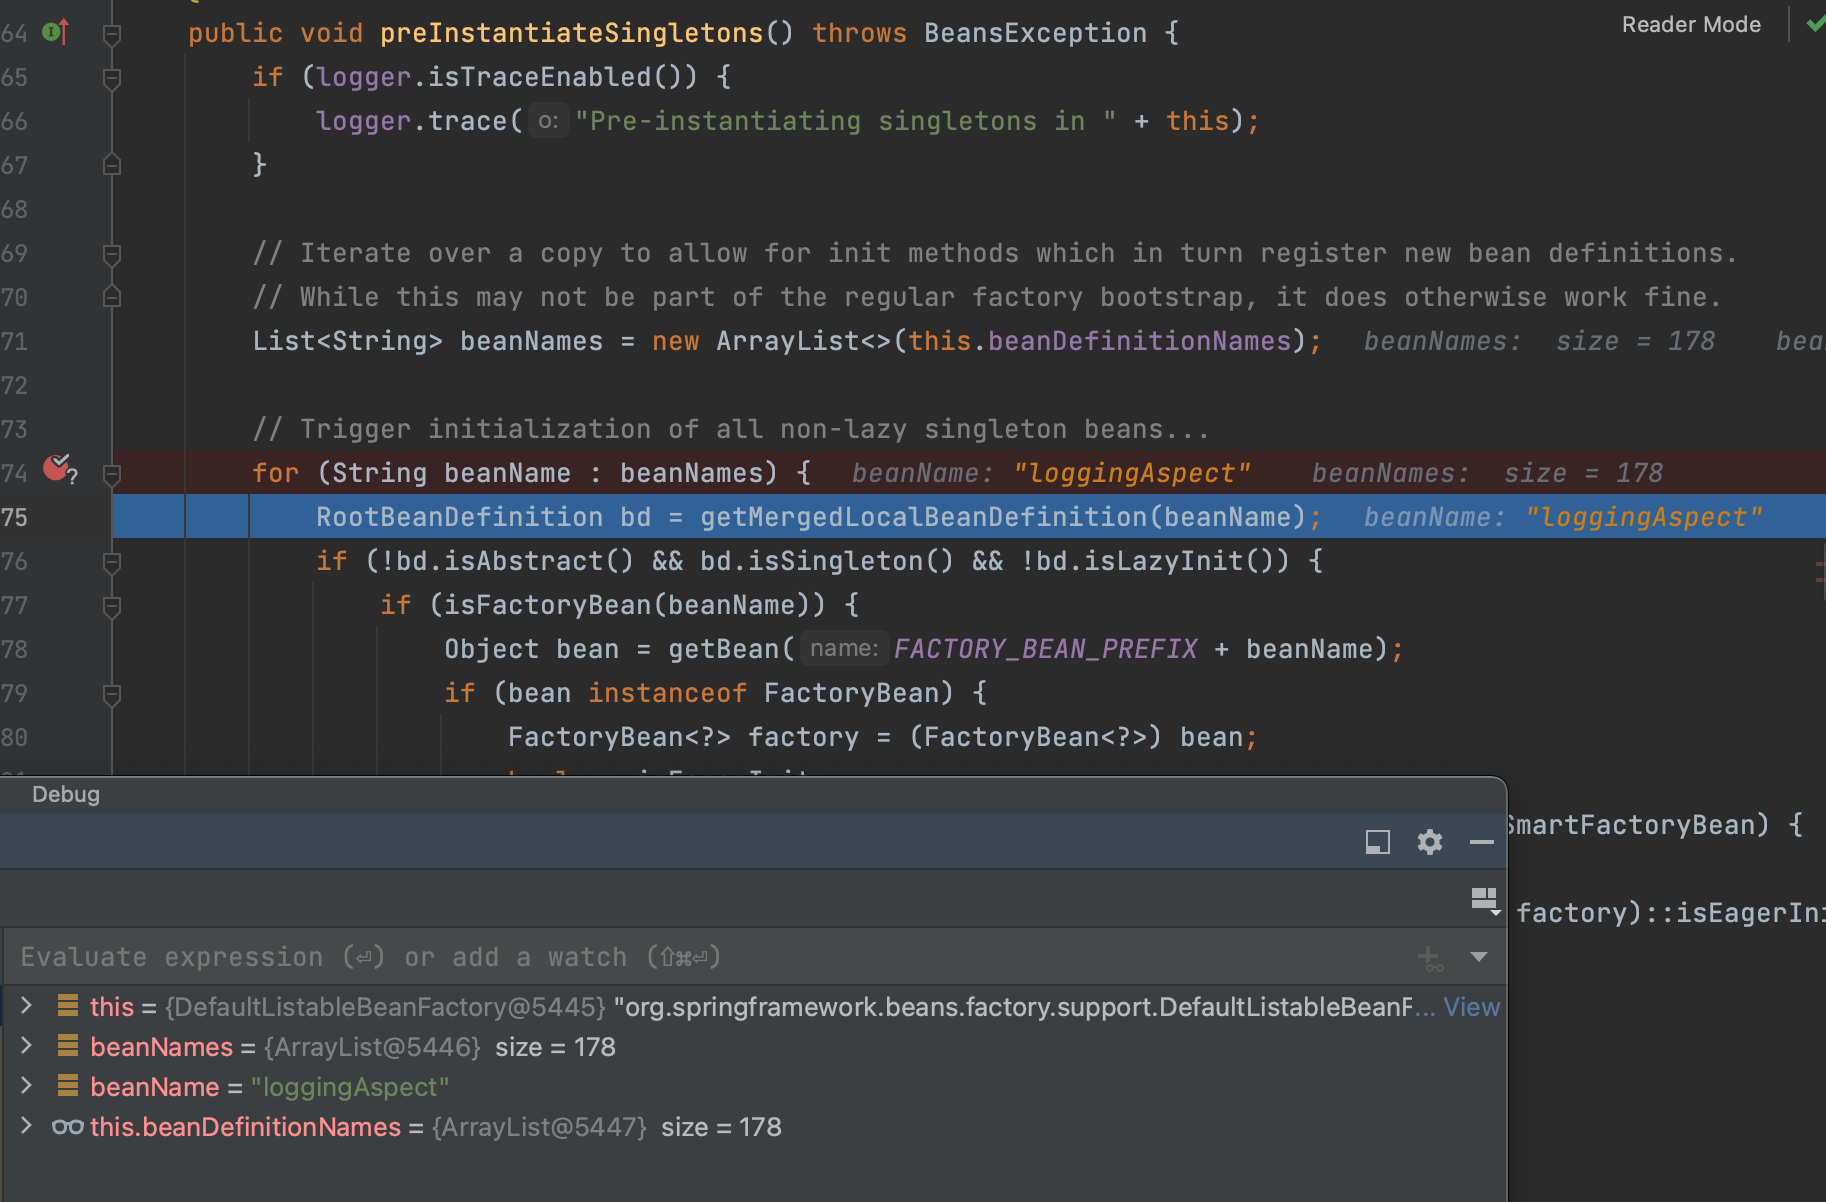 64 public void preInstantiateSingletons() throws BeansException { Reader Mode
65 if (logger.isTraceEnabled()) {
66 logger.trace( o: "Pre-instantiating singletons in " + this);
67 }
68
69 // Iterate over a copy to allow for init methods which in turn register new bean definitions.
70 // While this may not be part of the regular factory bootstrap, it does otherwise work fine.
71 List<String> beanNames = new ArrayList<>(this.beanDefinitionNames); beanNames: size = 178 bea
72
73 // Trigger initialization of all non-lazy singleton beans...
74 for (String beanName : beanNames) { beanName: "loggingAspect" beanNames: size = 178
75 RootBeanDefinition bd = getMergedLocalBeanDefinition(beanName); beanName: "loggingAspect"
76 if (!bd.isAbstract() && bd.isSingleton() && !bd.isLazyInit()) {
77 if (isFactoryBean(beanName)) {
78 Object bean = getBean( name: FACTORY_BEAN_PREFIX + beanName);
79 if (bean instanceof FactoryBean) {
80 FactoryBean<?> factory = (FactoryBean<?>) bean;
Debug
SmartFactoryBean) {
factory)::isEagerIni
Evaluate expression (⏎) or add a watch (⇧⌘⏎)
this = {DefaultListableBeanFactory@5445} "org.springframework.beans.factory.support.DefaultListableBeanF... View
beanNames = {ArrayList@5446} size = 178
beanName = "loggingAspect"
this.beanDefinitionNames = {ArrayList@5447} size = 178